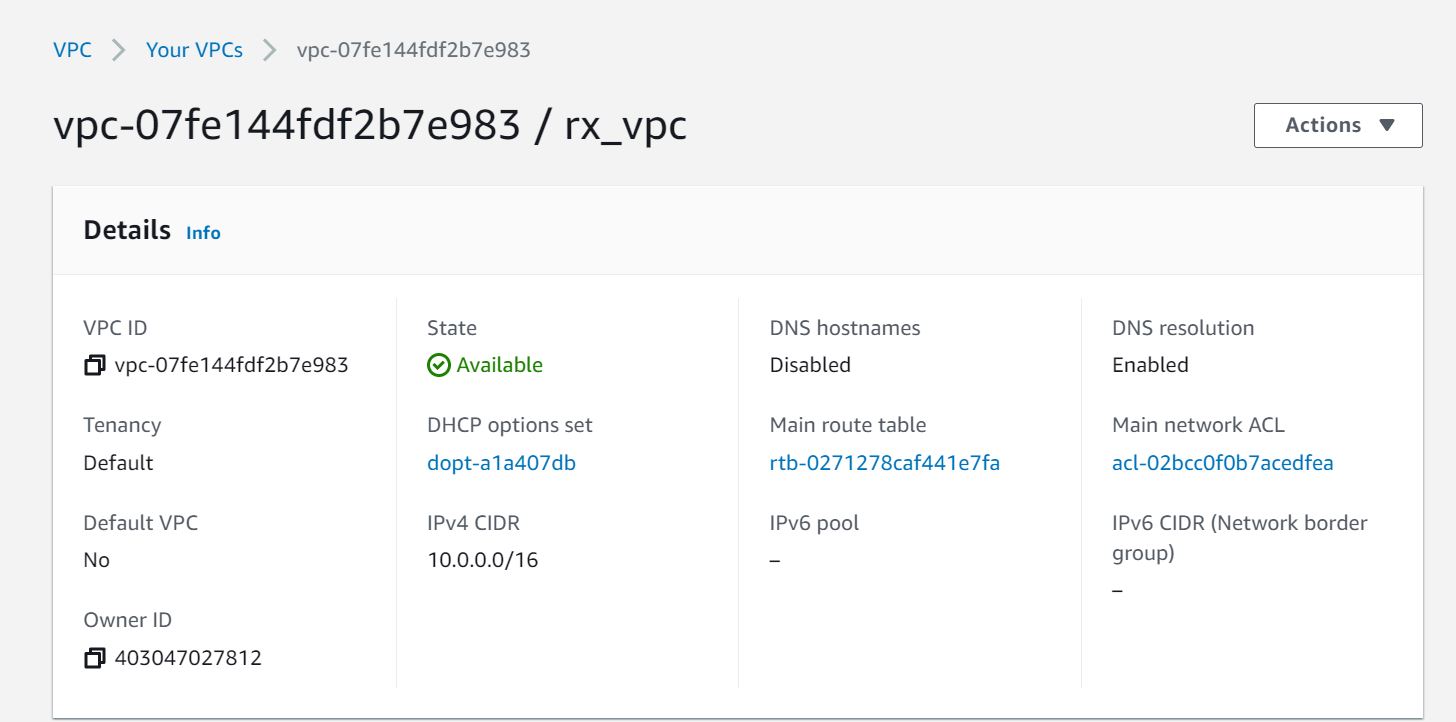 VPC > Your VPCs > vpc-07fe144fdf2b7e983
vpc-07fe144fdf2b7e983 / rx_vpc
Actions
Details Info
VPC ID
vpc-07fe144fdf2b7e983
State
Available
DNS hostnames
Disabled
DNS resolution
Enabled
Tenancy
Default
DHCP options set
dopt-a1a407db
Main route table
rtb-0271278caf441e7fa
Main network ACL
acl-02bcc0f0b7acedfea
Default VPC
No
IPv4 CIDR
10.0.0.0/16
IPv6 pool
–
IPv6 CIDR (Network border
group)
–
Owner ID
403047027812